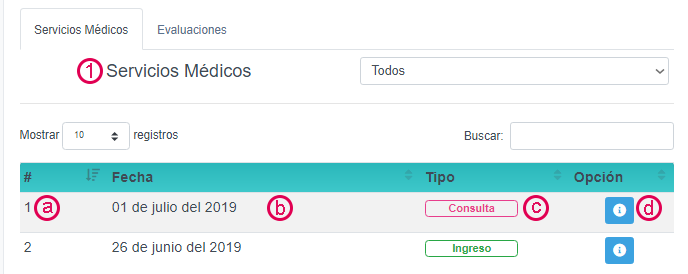 Servicios Médicos Evaluaciones
1 Servicios Médicos Todos
Mostrar 10 registros Buscar:
# Fecha Tipo Opción
1 a 01 de julio del 2019 b Consulta c i d
2 26 de junio del 2019 Ingreso i